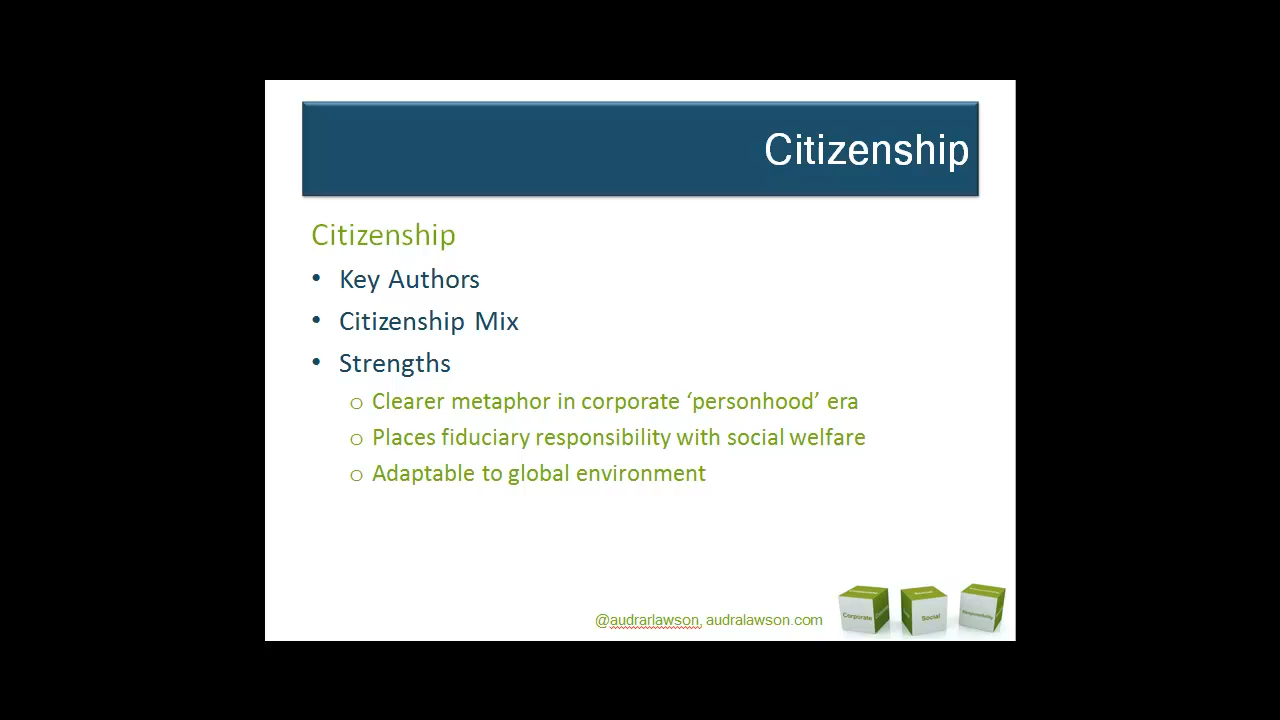 Citizenship
Citizenship
• Key Authors
• Citizenship Mix
• Strengths
o Clearer metaphor in corporate ‘personhood’ era
o Places fiduciary responsibility with social welfare
o Adaptable to global environment
@audrarlawson, audralawson.com
Corporate
Social
Responsibility